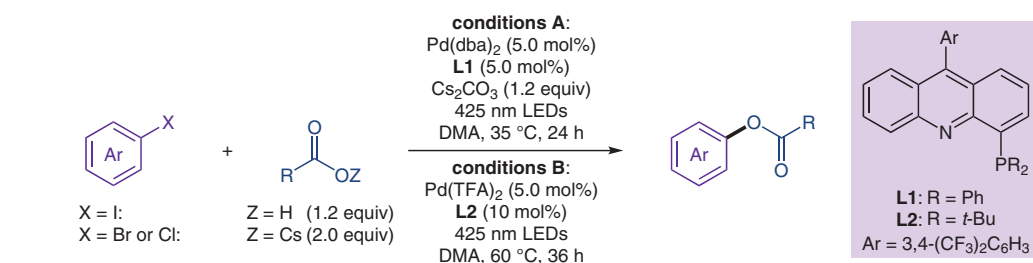 conditions A:
Pd(dba)₂ (5.0 mol%)
L1 (5.0 mol%)
Cs₂CO₃ (1.2 equiv)
425 nm LEDs
DMA, 35 °C, 24 h
X
Ar
+
O
R
OZ
X = I:
X = Br or Cl:
Z = H (1.2 equiv)
Z = Cs (2.0 equiv)
conditions B:
Pd(TFA)₂ (5.0 mol%)
L2 (10 mol%)
425 nm LEDs
DMA, 60 °C, 36 h
Ar
O
R
O
Ar
N
PR₂
L1: R = Ph
L2: R = t-Bu
Ar = 3,4-(CF₃)₂C₆H₃